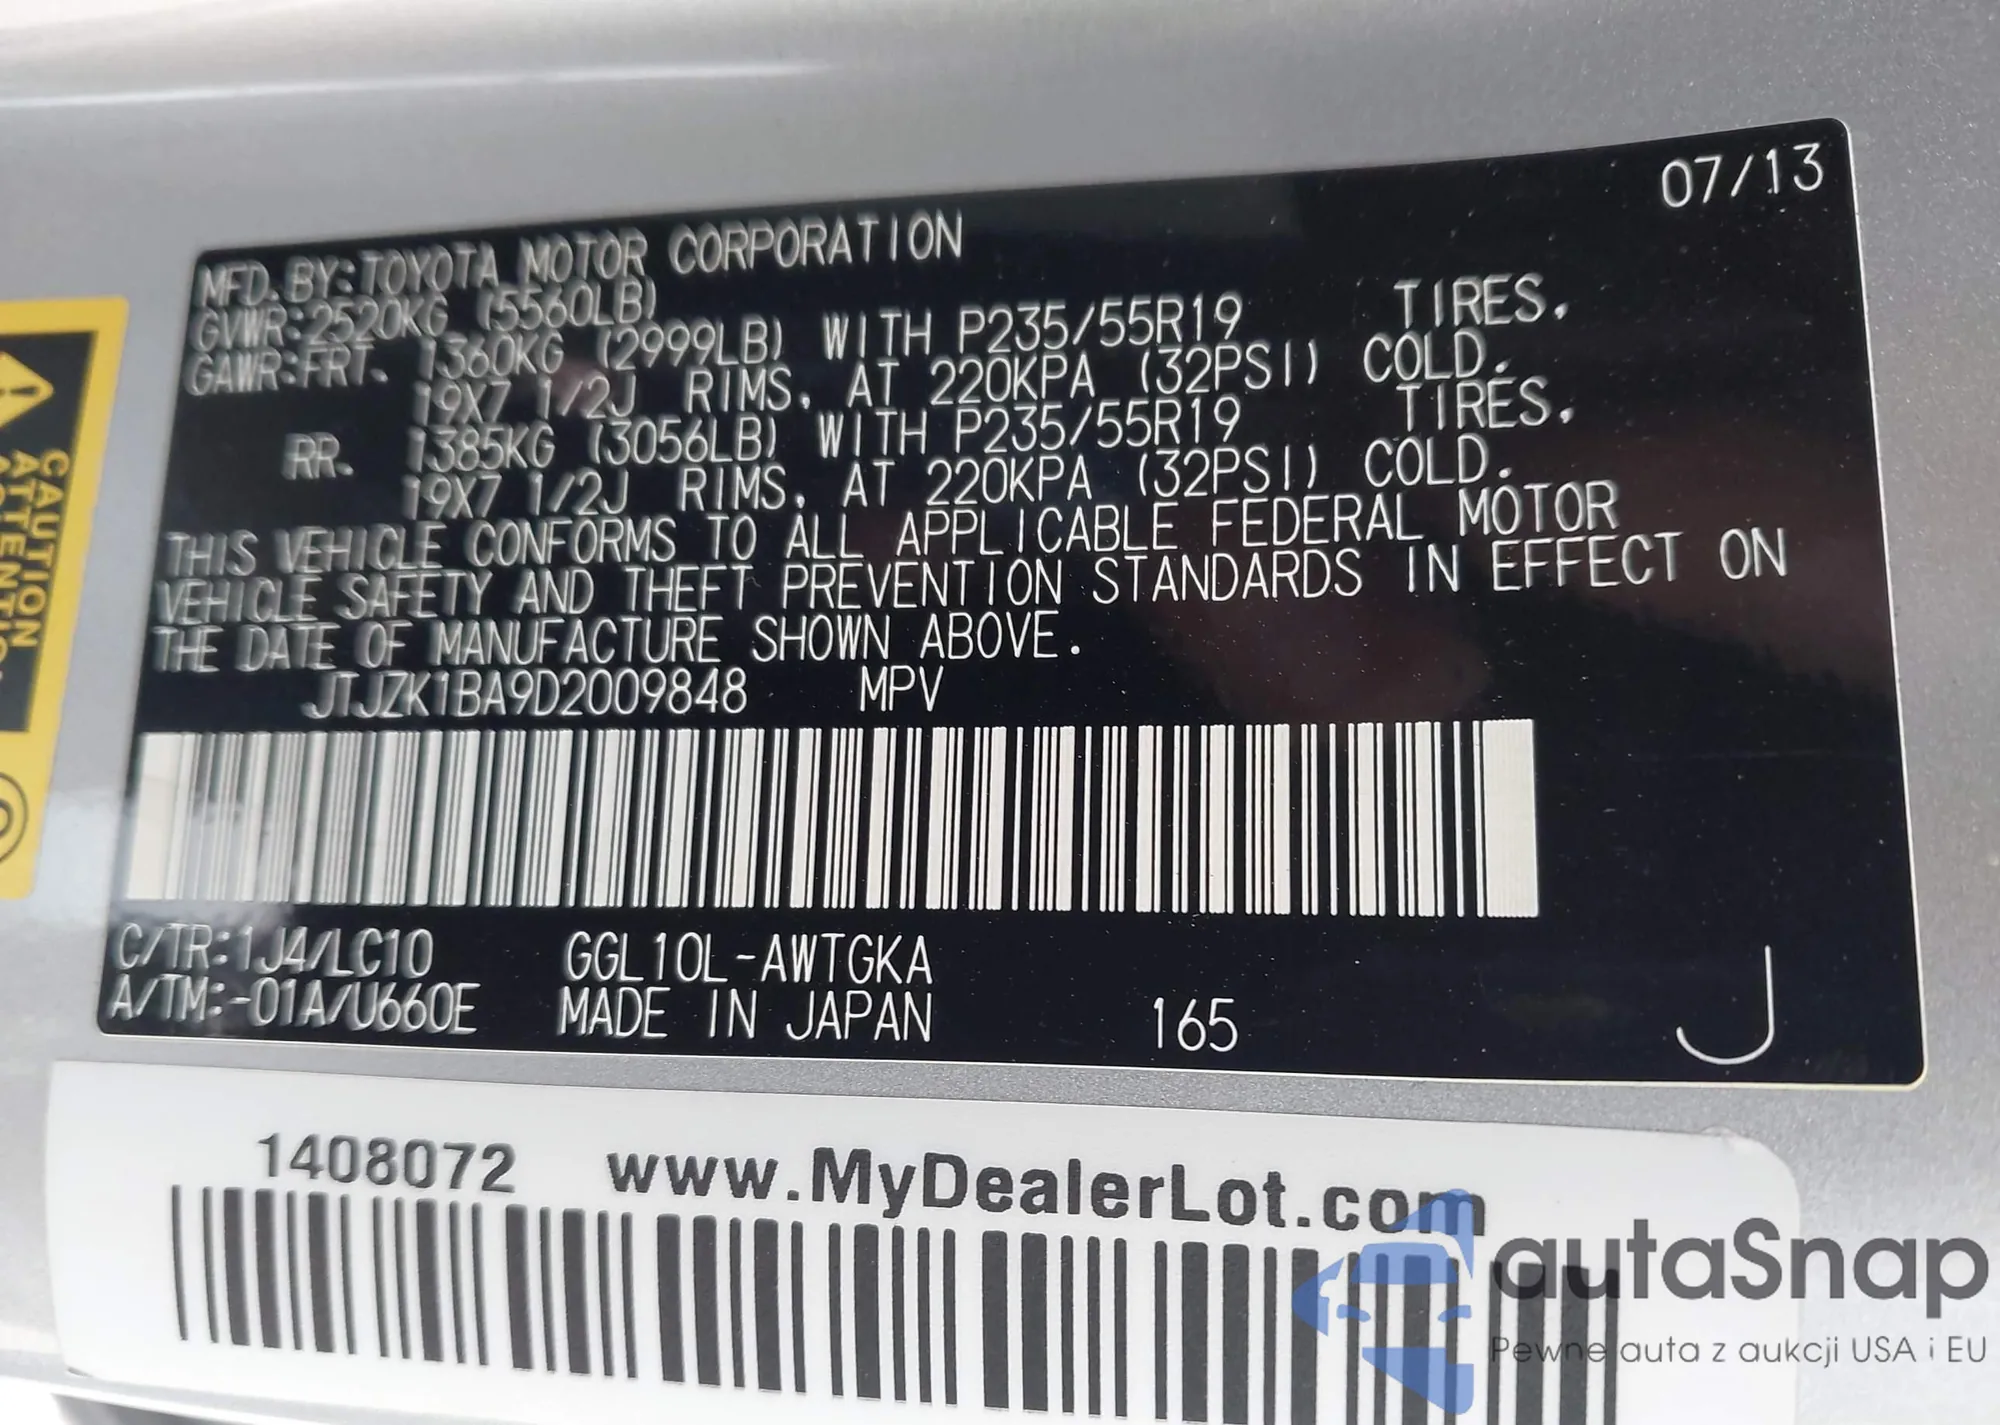 07/13
MFD.BY:TOYOTA MOTOR CORPORATION
GVWR:2520KG (5560LB)
GAWR:FRT. 1360KG (2999LB) WITH P235/55R19 TIRES,
19X7 1/2J RIMS, AT 220KPA (32PSI) COLD.
RR. 1385KG (3056LB) WITH P235/55R19 TIRES,
19X7 1/2J RIMS, AT 220KPA (32PSI) COLD.
THIS VEHICLE CONFORMS TO ALL APPLICABLE FEDERAL MOTOR
VEHICLE SAFETY AND THEFT PREVENTION STANDARDS IN EFFECT ON
THE DATE OF MANUFACTURE SHOWN ABOVE.
JTJZK1BA9D2009848 MPV
C/TR:1J4/LC10 GGL10L-AWTGKA
A/TM:-01A/U660E MADE IN JAPAN 165 J
CAUTION
1408072 www.MyDealerLot.com
autaSnap
Pewne auta z aukcji USA i EU